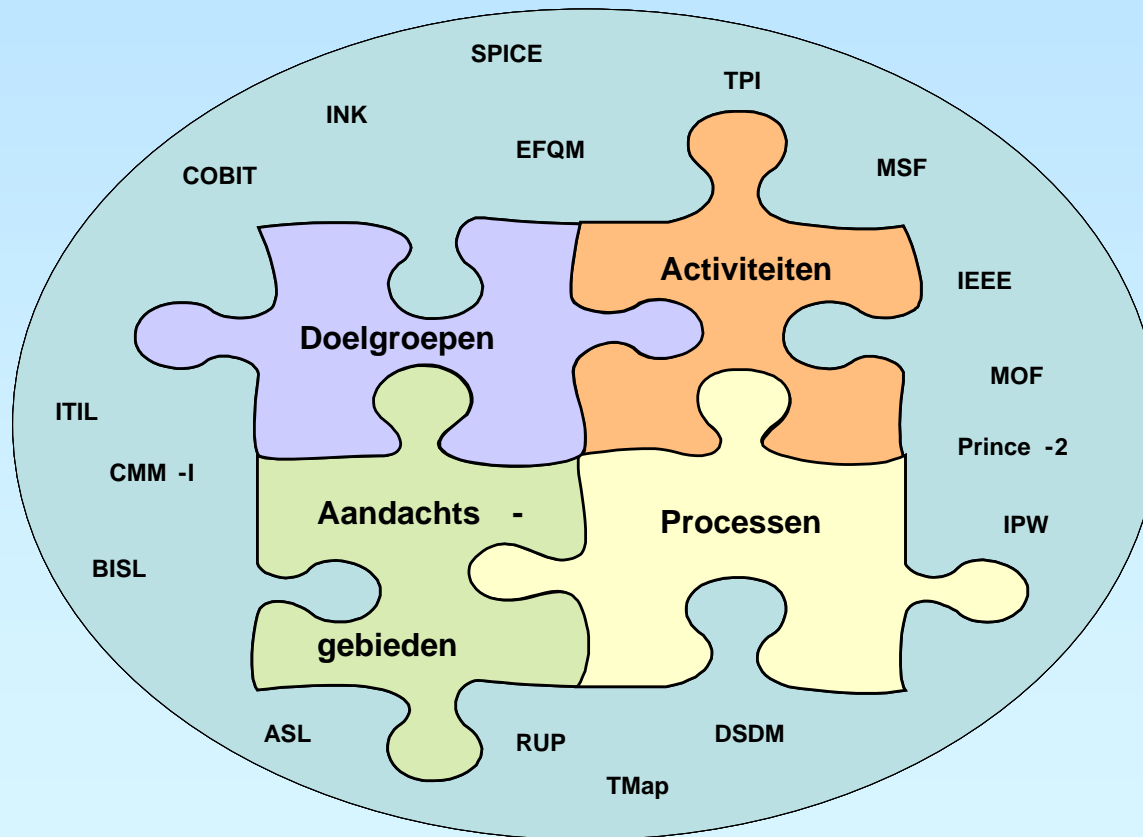 SPICE
TPI
INK
EFQM
MSF
COBIT
Activiteiten
IEEE
Doelgroepen
MOF
ITIL
Prince -2
CMM -I
Aandachts -
Processen
IPW
BISL
gebieden
ASL
RUP
DSDM
TMap